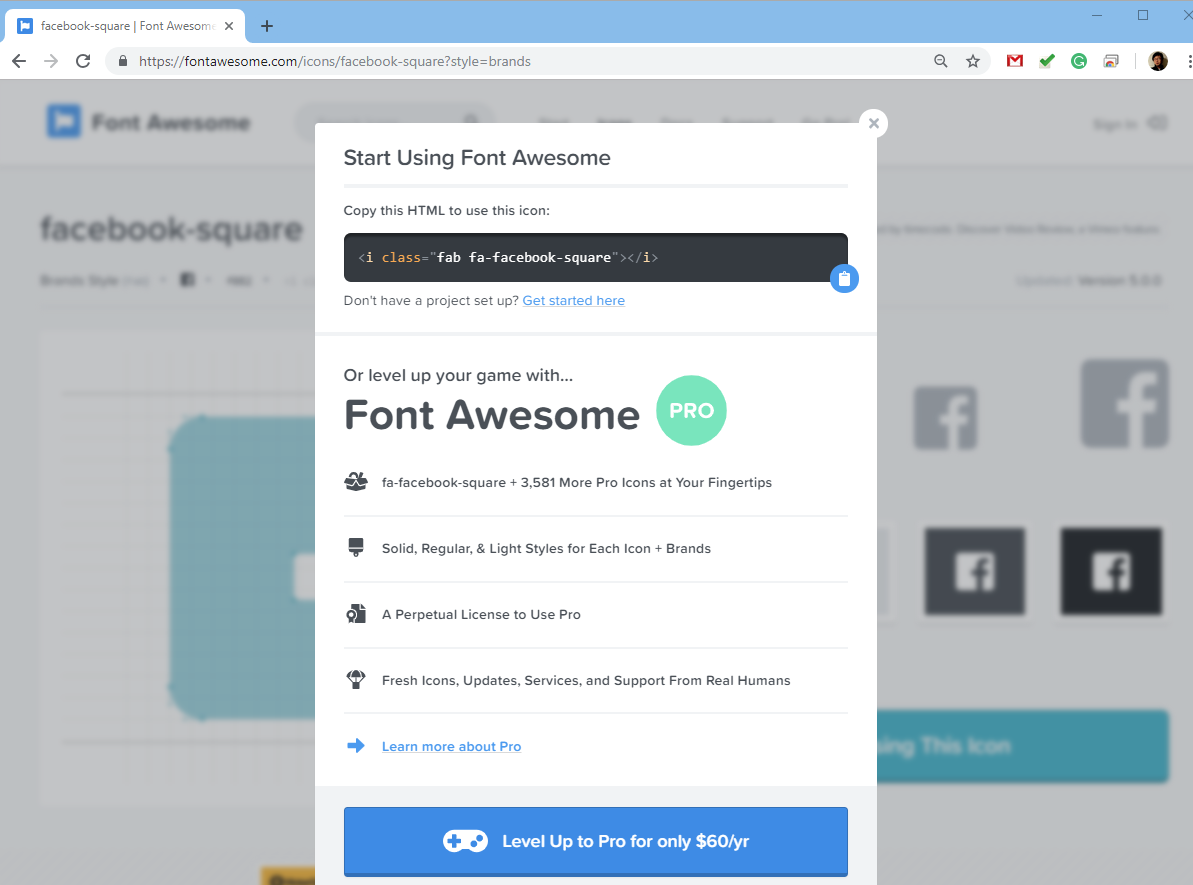 facebook-square | Font Awesome
https://fontawesome.com/icons/facebook-square?style=brands
Font Awesome
Sign In
facebook-square
Brands Style
Updated: Version 5.0.0
Start Using Font Awesome
Copy this HTML to use this icon:
<i class="fab fa-facebook-square"></i>
Don't have a project set up? Get started here
Or level up your game with...
Font Awesome PRO
fa-facebook-square + 3,581 More Pro Icons at Your Fingertips
Solid, Regular, & Light Styles for Each Icon + Brands
A Perpetual License to Use Pro
Fresh Icons, Updates, Services, and Support From Real Humans
Learn more about Pro
This Icon
Level Up to Pro for only $60/yr